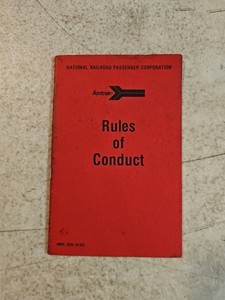 NATIONAL RAILROAD PASSENGER CORPORATION
Amtrak
Rules
of
Conduct